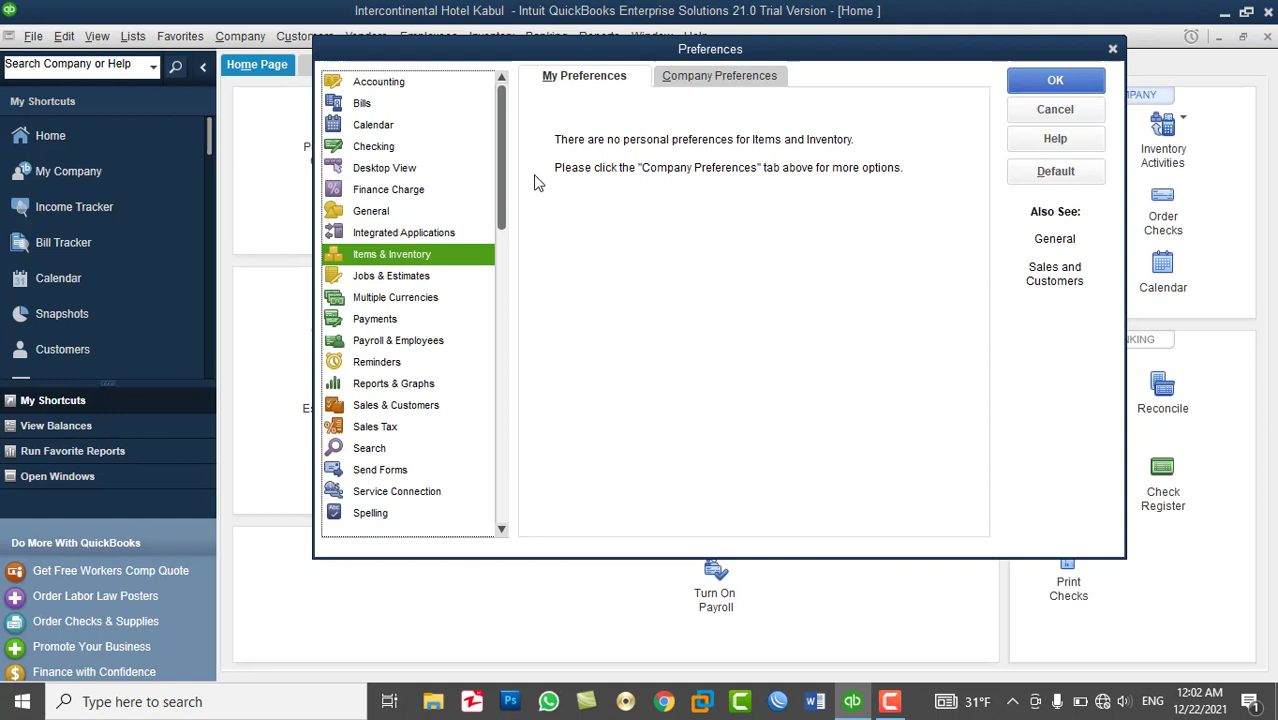 Intercontinental Hotel Kabul - Intuit QuickBooks Enterprise Solutions 21.0 Trial Version - [Home ]
File Edit View Lists Favorites Company
Search Company or Help
Home Page
My Shortcuts
Home
My Company
Income Tracker
Bill Tracker
Calendar
Snapshots
Customers
My Shortcuts
View Balances
Run Favorite Reports
Open Windows
Do More With QuickBooks
Get Free Workers Comp Quote
Order Labor Law Posters
Order Checks & Supplies
Promote Your Business
Finance with Confidence
Preferences
Accounting
Bills
Calendar
Checking
Desktop View
Finance Charge
General
Integrated Applications
Items & Inventory
Jobs & Estimates
Multiple Currencies
Payments
Payroll & Employees
Reminders
Reports & Graphs
Sales & Customers
Sales Tax
Search
Send Forms
Service Connection
Spelling
My Preferences
Company Preferences
There are no personal preferences for Items and Inventory.
Please click the "Company Preferences" tab above for more options.
OK
Cancel
Help
Default
Also See:
General
Sales and
Customers
Inventory
Activities
Order
Checks
Calendar
Reconcile
Check
Register
Print
Checks
Turn On
Payroll
Type here to search
31°F
ENG
12:02 AM
12/22/2021